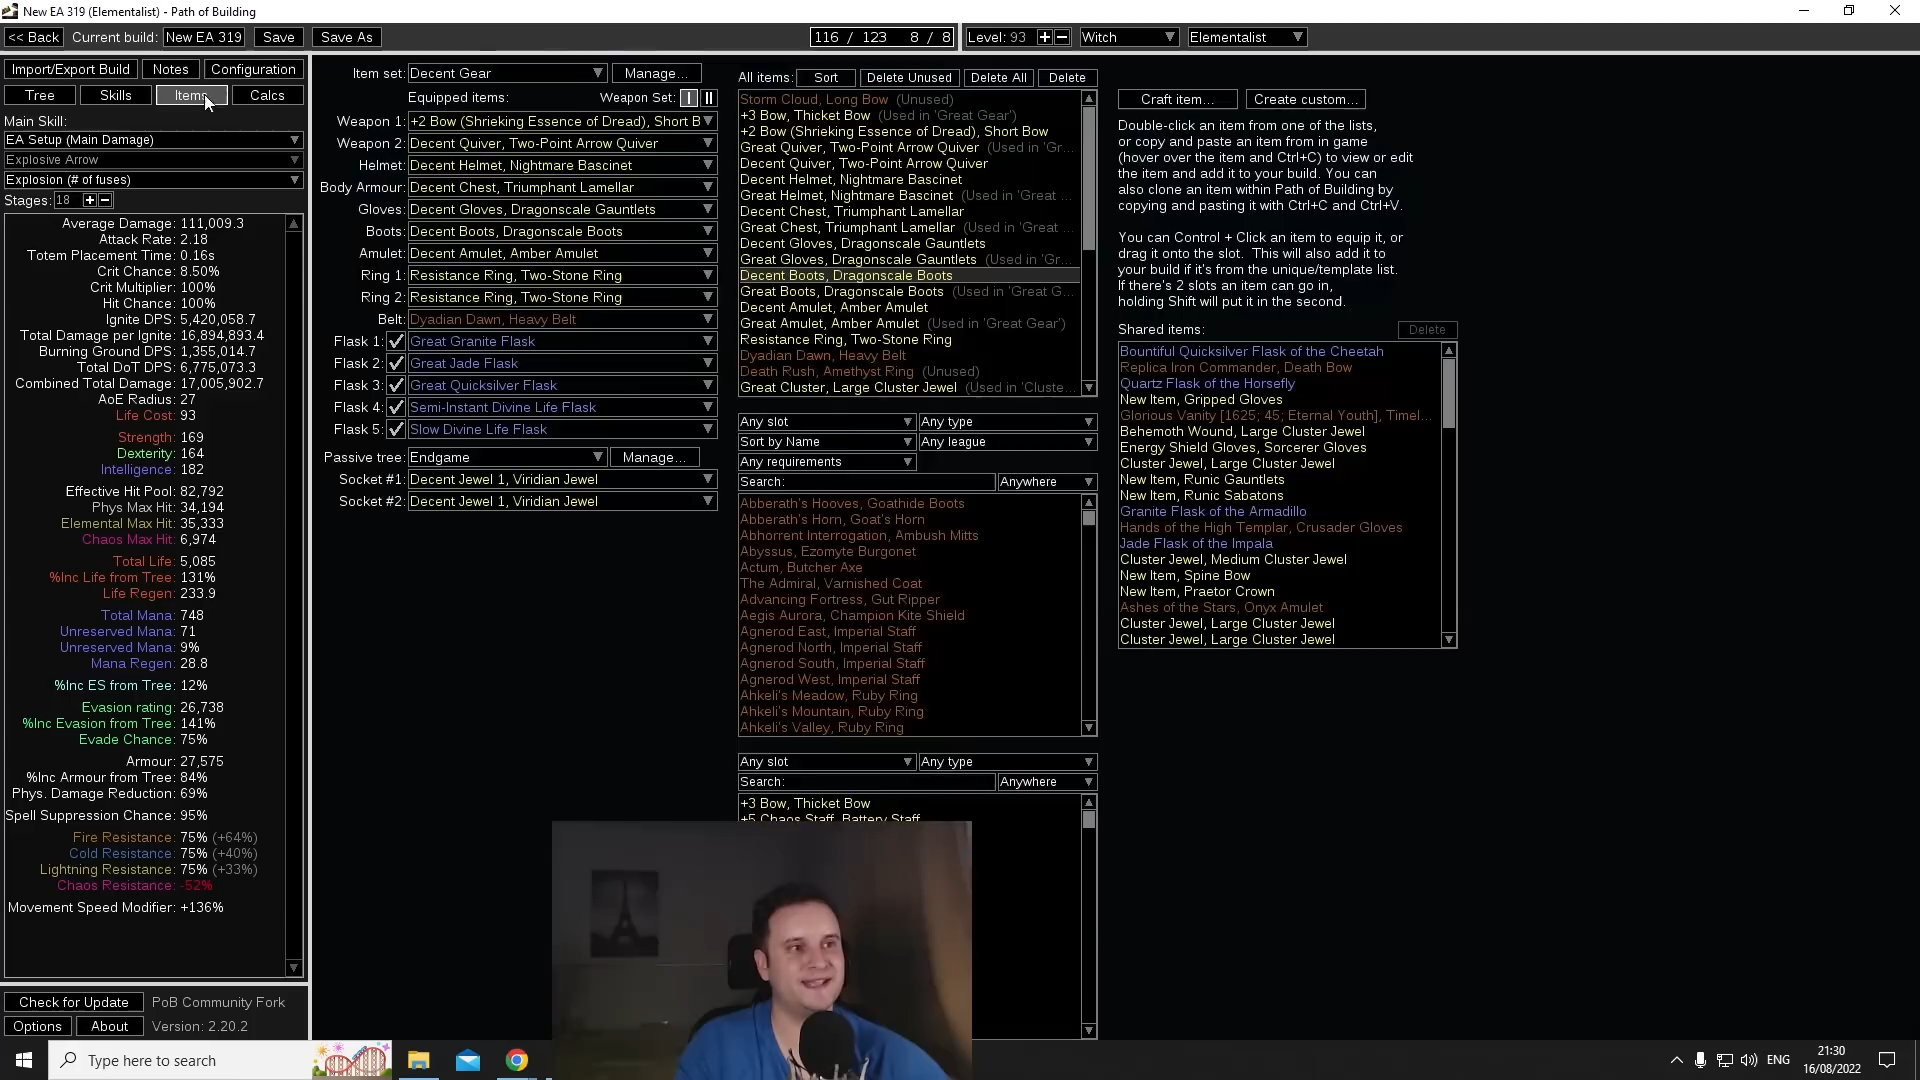 New EA 319 (Elementalist) - Path of Building
<< Back
Current build: New EA 319
Save
Save As
116 / 123 8 / 8
Level: 93
Witch
Elementalist
Import/Export Build
Notes
Configuration
Tree
Skills
Items
Calcs
Main Skill:
EA Setup (Main Damage)
Explosive Arrow
Explosion (# of fuses)
Stages: 18
Average Damage: 111,009.3
Attack Rate: 2.18
Totem Placement Time: 0.16s
Crit Chance: 8.50%
Crit Multiplier: 100%
Hit Chance: 100%
Ignite DPS: 5,420,058.7
Total Damage per Ignite: 16,894,893.4
Burning Ground DPS: 1,355,014.7
Total DoT DPS: 6,775,073.3
Combined Total Damage: 17,005,902.7
AoE Radius: 27
Life Cost: 93
Strength: 169
Dexterity: 164
Intelligence: 182
Effective Hit Pool: 82,792
Phys Max Hit: 34,194
Elemental Max Hit: 35,333
Chaos Max Hit: 6,974
Total Life: 5,085
%Inc Life from Tree: 131%
Life Regen: 233.9
Total Mana: 748
Unreserved Mana: 71
Unreserved Mana: 9%
Mana Regen: 28.8
%Inc ES from Tree: 12%
Evasion rating: 26,738
%Inc Evasion from Tree: 141%
Evade Chance: 75%
Armour: 27,575
%Inc Armour from Tree: 84%
Phys. Damage Reduction: 69%
Spell Suppression Chance: 95%
Fire Resistance: 75% (+64%)
Cold Resistance: 75% (+40%)
Lightning Resistance: 75% (+33%)
Chaos Resistance: -52%
Movement Speed Modifier: +136%
Check for Update
PoB Community Fork
Options
About
Version: 2.20.2
Item set: Decent Gear
Manage...
Equipped items:
Weapon Set: I II
Weapon 1: +2 Bow (Shrieking Essence of Dread), Short B
Weapon 2: Decent Quiver, Two-Point Arrow Quiver
Helmet: Decent Helmet, Nightmare Bascinet
Body Armour: Decent Chest, Triumphant Lamellar
Gloves: Decent Gloves, Dragonscale Gauntlets
Boots: Decent Boots, Dragonscale Boots
Amulet: Decent Amulet, Amber Amulet
Ring 1: Resistance Ring, Two-Stone Ring
Ring 2: Resistance Ring, Two-Stone Ring
Belt: Dyadian Dawn, Heavy Belt
Flask 1: Great Granite Flask
Flask 2: Great Jade Flask
Flask 3: Great Quicksilver Flask
Flask 4: Semi-Instant Divine Life Flask
Flask 5: Slow Divine Life Flask
Passive tree: Endgame
Manage...
Socket #1: Decent Jewel 1, Viridian Jewel
Socket #2: Decent Jewel 1, Viridian Jewel
All items:
Sort
Delete Unused
Delete All
Delete
Storm Cloud, Long Bow (Unused)
+3 Bow, Thicket Bow (Used in 'Great Gear')
+2 Bow (Shrieking Essence of Dread), Short Bow
Great Quiver, Two-Point Arrow Quiver (Used in 'Gr...
Decent Quiver, Two-Point Arrow Quiver
Decent Helmet, Nightmare Bascinet
Great Helmet, Nightmare Bascinet (Used in 'Great ...
Decent Chest, Triumphant Lamellar
Great Chest, Triumphant Lamellar (Used in 'Great ...
Decent Gloves, Dragonscale Gauntlets
Great Gloves, Dragonscale Gauntlets (Used in 'Gr...
Decent Boots, Dragonscale Boots
Great Boots, Dragonscale Boots (Used in 'Great G...
Decent Amulet, Amber Amulet
Great Amulet, Amber Amulet (Used in 'Great Gear')
Resistance Ring, Two-Stone Ring
Dyadian Dawn, Heavy Belt
Death Rush, Amethyst Ring (Unused)
Great Cluster, Large Cluster Jewel (Used in 'Cluste...
Any slot
Any type
Sort by Name
Any league
Any requirements
Search:
Anywhere
Abberath's Hooves, Goathide Boots
Abberath's Horn, Goat's Horn
Abhorrent Interrogation, Ambush Mitts
Abyssus, Ezomyte Burgonet
Actum, Butcher Axe
The Admiral, Varnished Coat
Advancing Fortress, Gut Ripper
Aegis Aurora, Champion Kite Shield
Agnerod East, Imperial Staff
Agnerod North, Imperial Staff
Agnerod South, Imperial Staff
Agnerod West, Imperial Staff
Ahkeli's Meadow, Ruby Ring
Ahkeli's Mountain, Ruby Ring
Ahkeli's Valley, Ruby Ring
Any slot
Any type
Search:
Anywhere
+3 Bow, Thicket Bow
+5 Chaos Staff, Battery Staff
Craft item...
Create custom...
Double-click an item from one of the lists,
or copy and paste an item from in game
(hover over the item and Ctrl+C) to view or edit
the item and add it to your build. You can
also clone an item within Path of Building by
copying and pasting it with Ctrl+C and Ctrl+V.
You can Control + Click an item to equip it, or
drag it onto the slot. This will also add it to
your build if it's from the unique/template list.
If there's 2 slots an item can go in,
holding Shift will put it in the second.
Shared items:
Delete
Bountiful Quicksilver Flask of the Cheetah
Replica Iron Commander, Death Bow
Quartz Flask of the Horsefly
New Item, Gripped Gloves
Glorious Vanity [1625; 45; Eternal Youth], Timel...
Behemoth Wound, Large Cluster Jewel
Energy Shield Gloves, Sorcerer Gloves
Cluster Jewel, Large Cluster Jewel
New Item, Runic Gauntlets
New Item, Runic Sabatons
Granite Flask of the Armadillo
Hands of the High Templar, Crusader Gloves
Jade Flask of the Impala
Cluster Jewel, Medium Cluster Jewel
New Item, Spine Bow
New Item, Praetor Crown
Ashes of the Stars, Onyx Amulet
Cluster Jewel, Large Cluster Jewel
Cluster Jewel, Large Cluster Jewel
Type here to search
ENG
21:30
16/08/2022